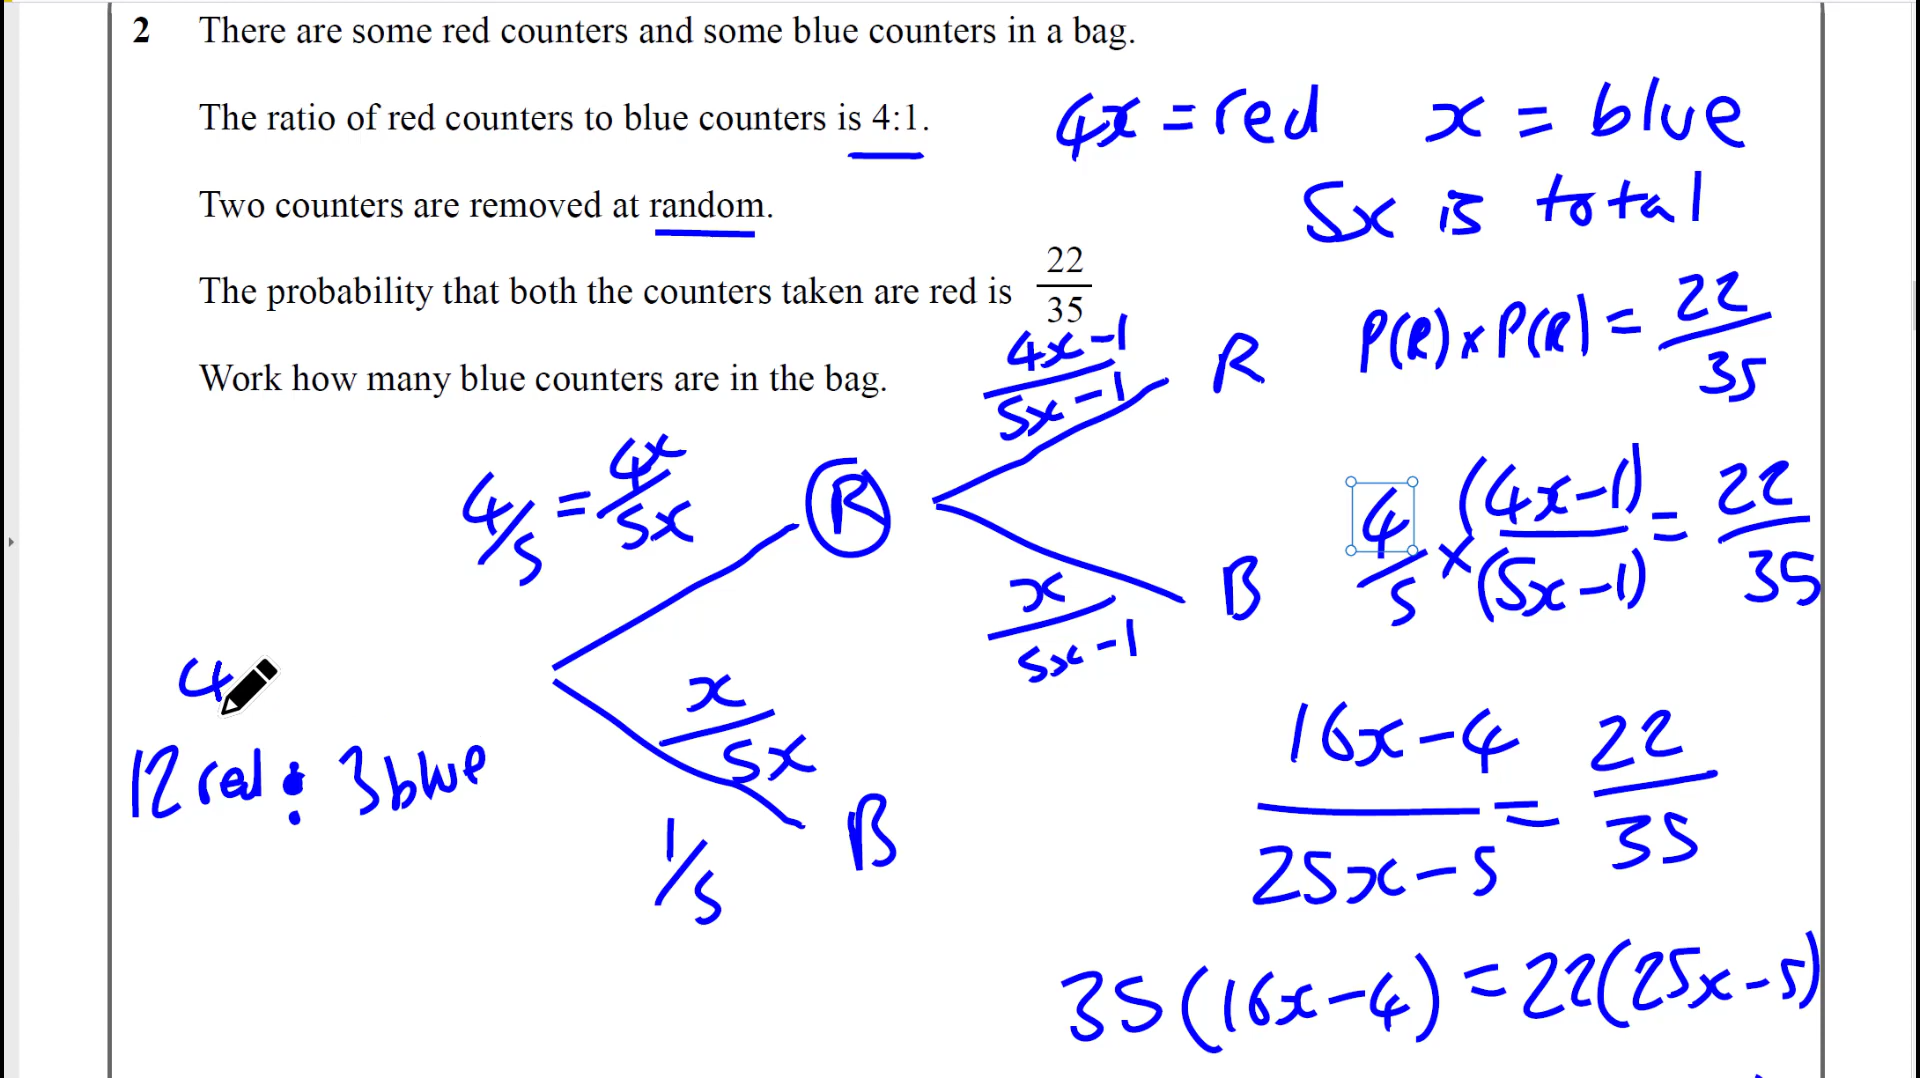 2 There are some red counters and some blue counters in a bag.
The ratio of red counters to blue counters is 4:1.
4x = red x = blue
Two counters are removed at random.
5x is total
The probability that both the counters taken are red is 22/35
P(R) x P(R) = 22/35
Work how many blue counters are in the bag.
4x-1/5x-1 R
4/5 = 4x/5x R
4/5 x (4x-1)/(5x-1) = 22/35
x/5x-1 B
4
x/5x
12 red : 3 blue
1/5 B
16x-4/25x-5 = 22/35
35(16x-4) = 22(25x-5)